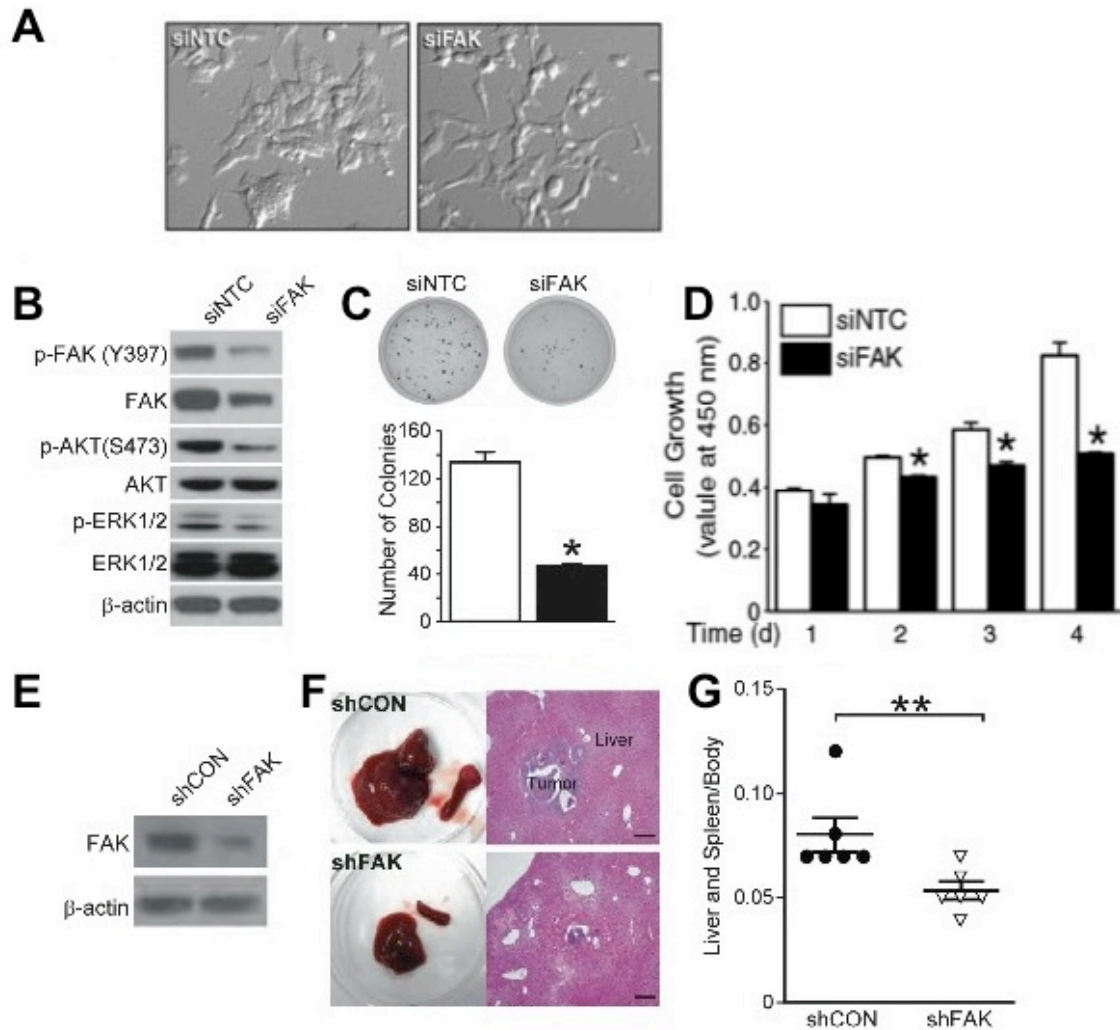 A
siNTC
siFAK
B
siNTC
siFAK
p-FAK (Y397)
FAK
p-AKT(S473)
AKT
p-ERK1/2
ERK1/2
β-actin
C
siNTC
siFAK
Number of Colonies
160
120
80
40
0
*
D
siNTC
siFAK
Cell Growth
(valule at 450 nm)
1.0
0.8
0.6
0.4
0.2
0
*
*
*
Time (d)
1
2
3
4
E
shCON
shFAK
FAK
β-actin
F
shCON
Liver
Tumor
shFAK
G
Liver and Spleen/Body
0.15
0.10
0.05
0
**
shCON
shFAK